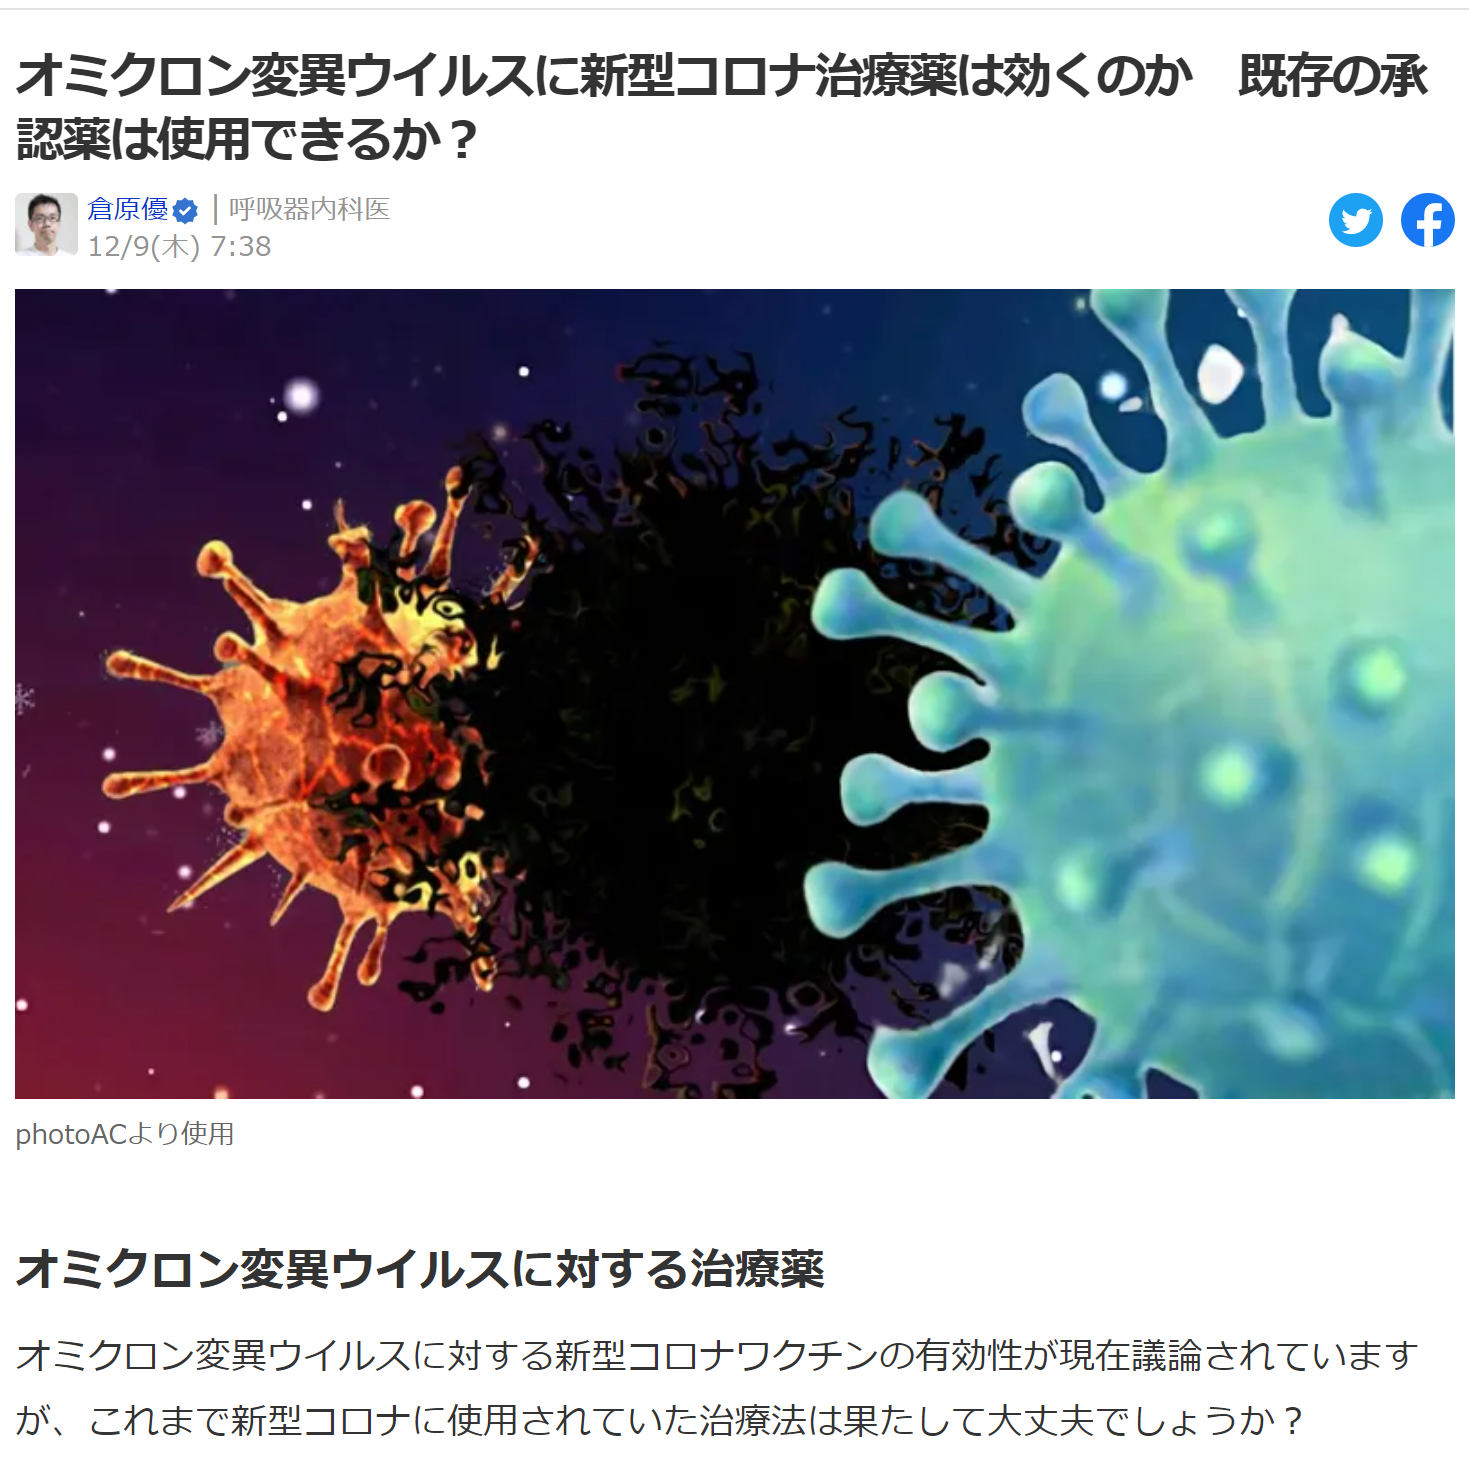 オミクロン変異ウイルスに新型コロナ治療薬は効くのか　既存の承
認薬は使用できるか？
倉原優 | 呼吸器内科医
12/9(木) 7:38
photoACより使用
オミクロン変異ウイルスに対する治療薬
オミクロン変異ウイルスに対する新型コロナワクチンの有効性が現在議論されています
が、これまで新型コロナに使用されていた治療法は果たして大丈夫でしょうか？